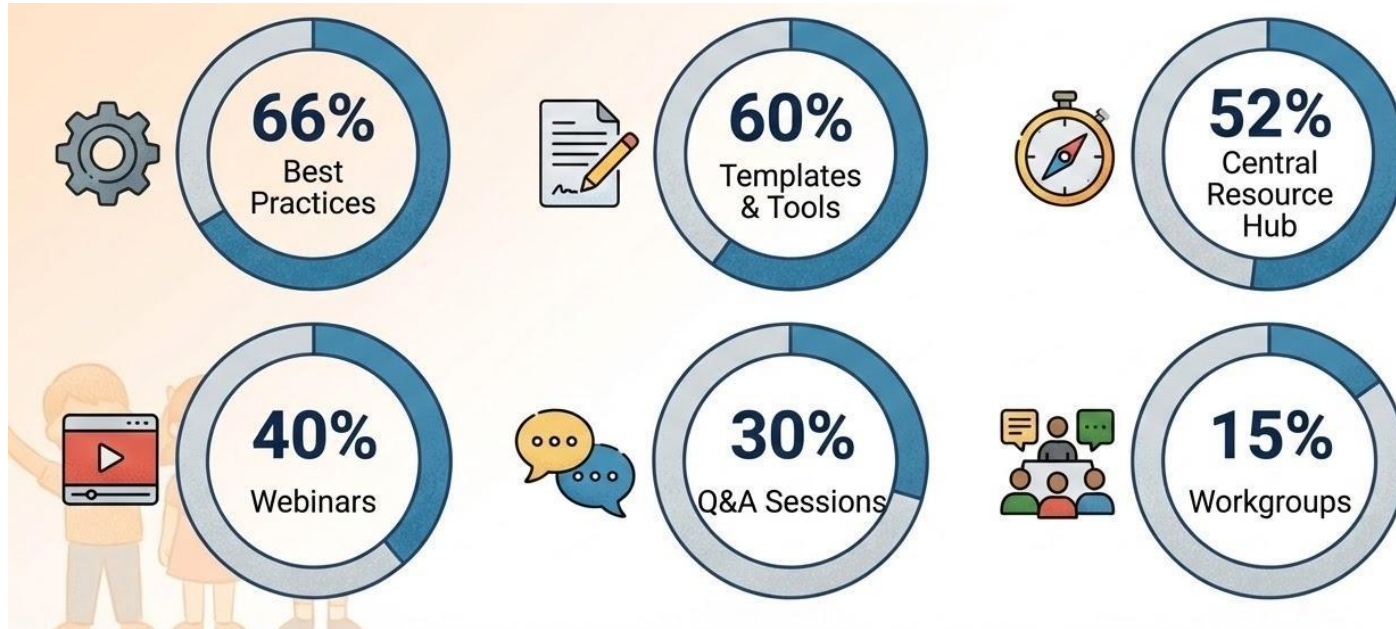 66%
Best
Practices
60%
Templates
& Tools
52%
Central
Resource
Hub
40%
Webinars
30%
Q&A Sessions
15%
Workgroups